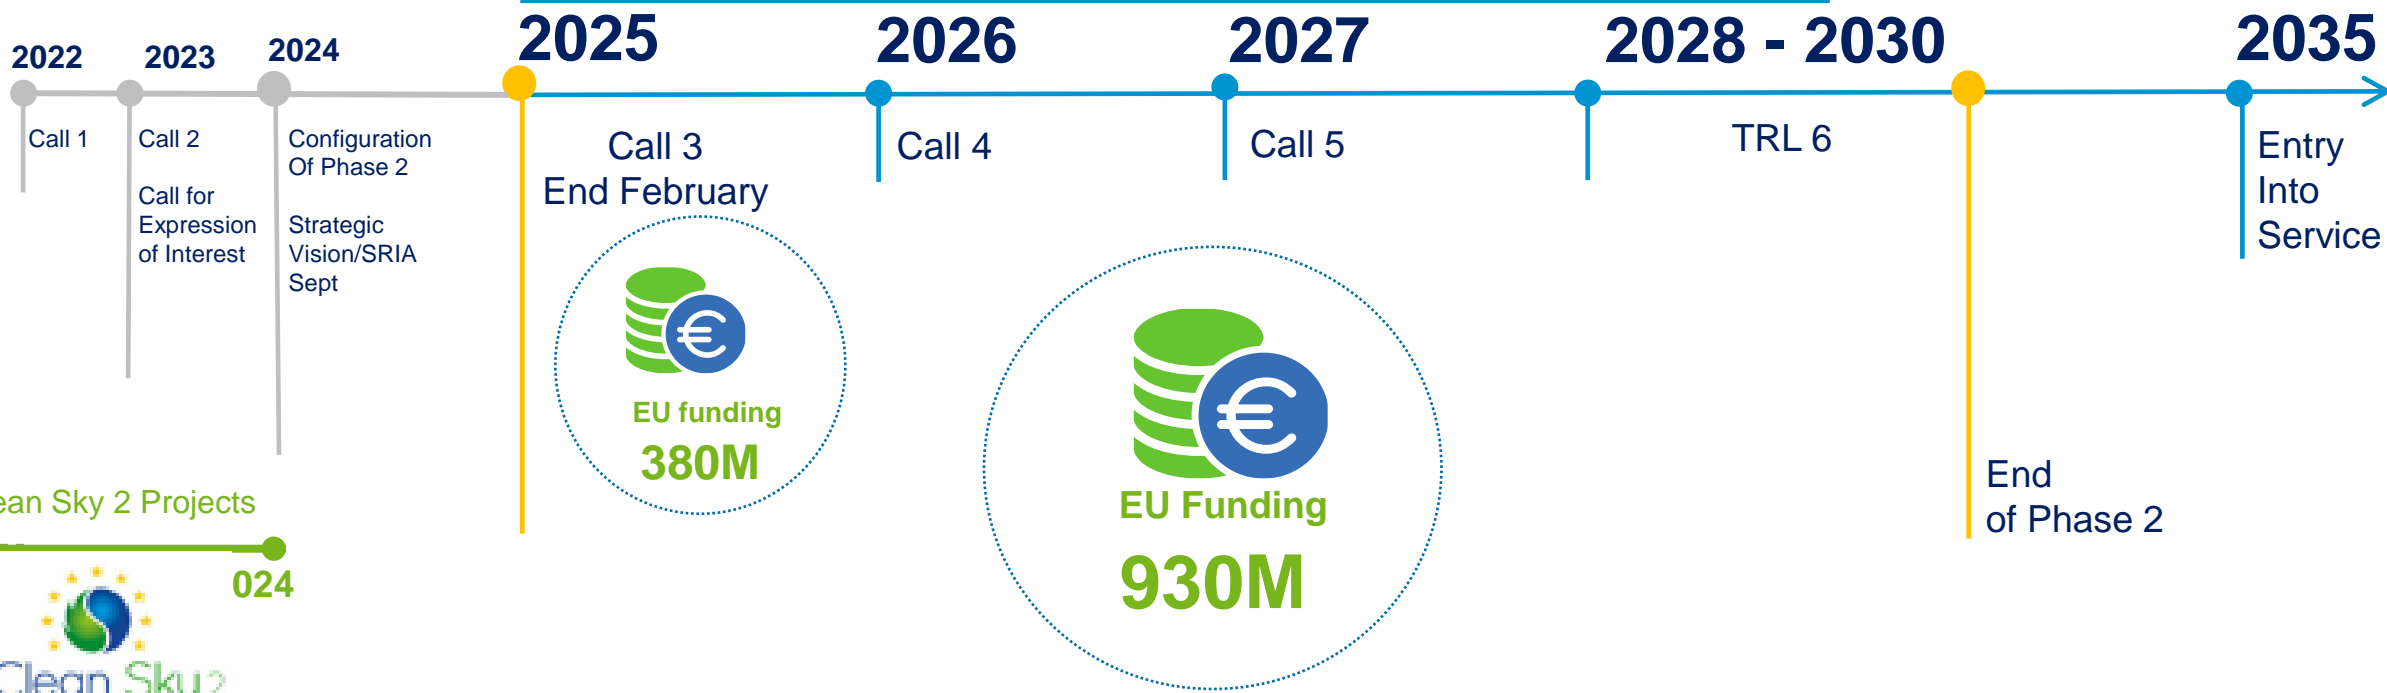 2022
2023
2024
2025
2026
2027
2028 - 2030
2035
Call 1
Call 2
Call for
Expression
of Interest
Configuration
Of Phase 2
Strategic
Vision/SRIA
Sept
Call 3
End February
Call 4
Call 5
TRL 6
Entry
Into
Service
EU funding
380M
EU Funding
930M
End
of Phase 2
ean Sky 2 Projects
024
Clean Sky2